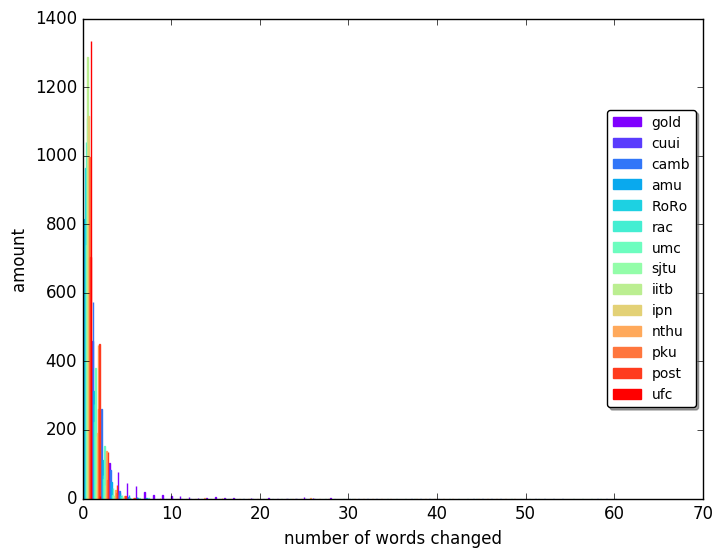 1400
1200
1000
800
600
400
200
0
0 10 20 30 40 50 60 70
amount
number of words changed
gold
cuui
camb
amu
RoRo
rac
umc
sjtu
iitb
ipn
nthu
pku
post
ufc